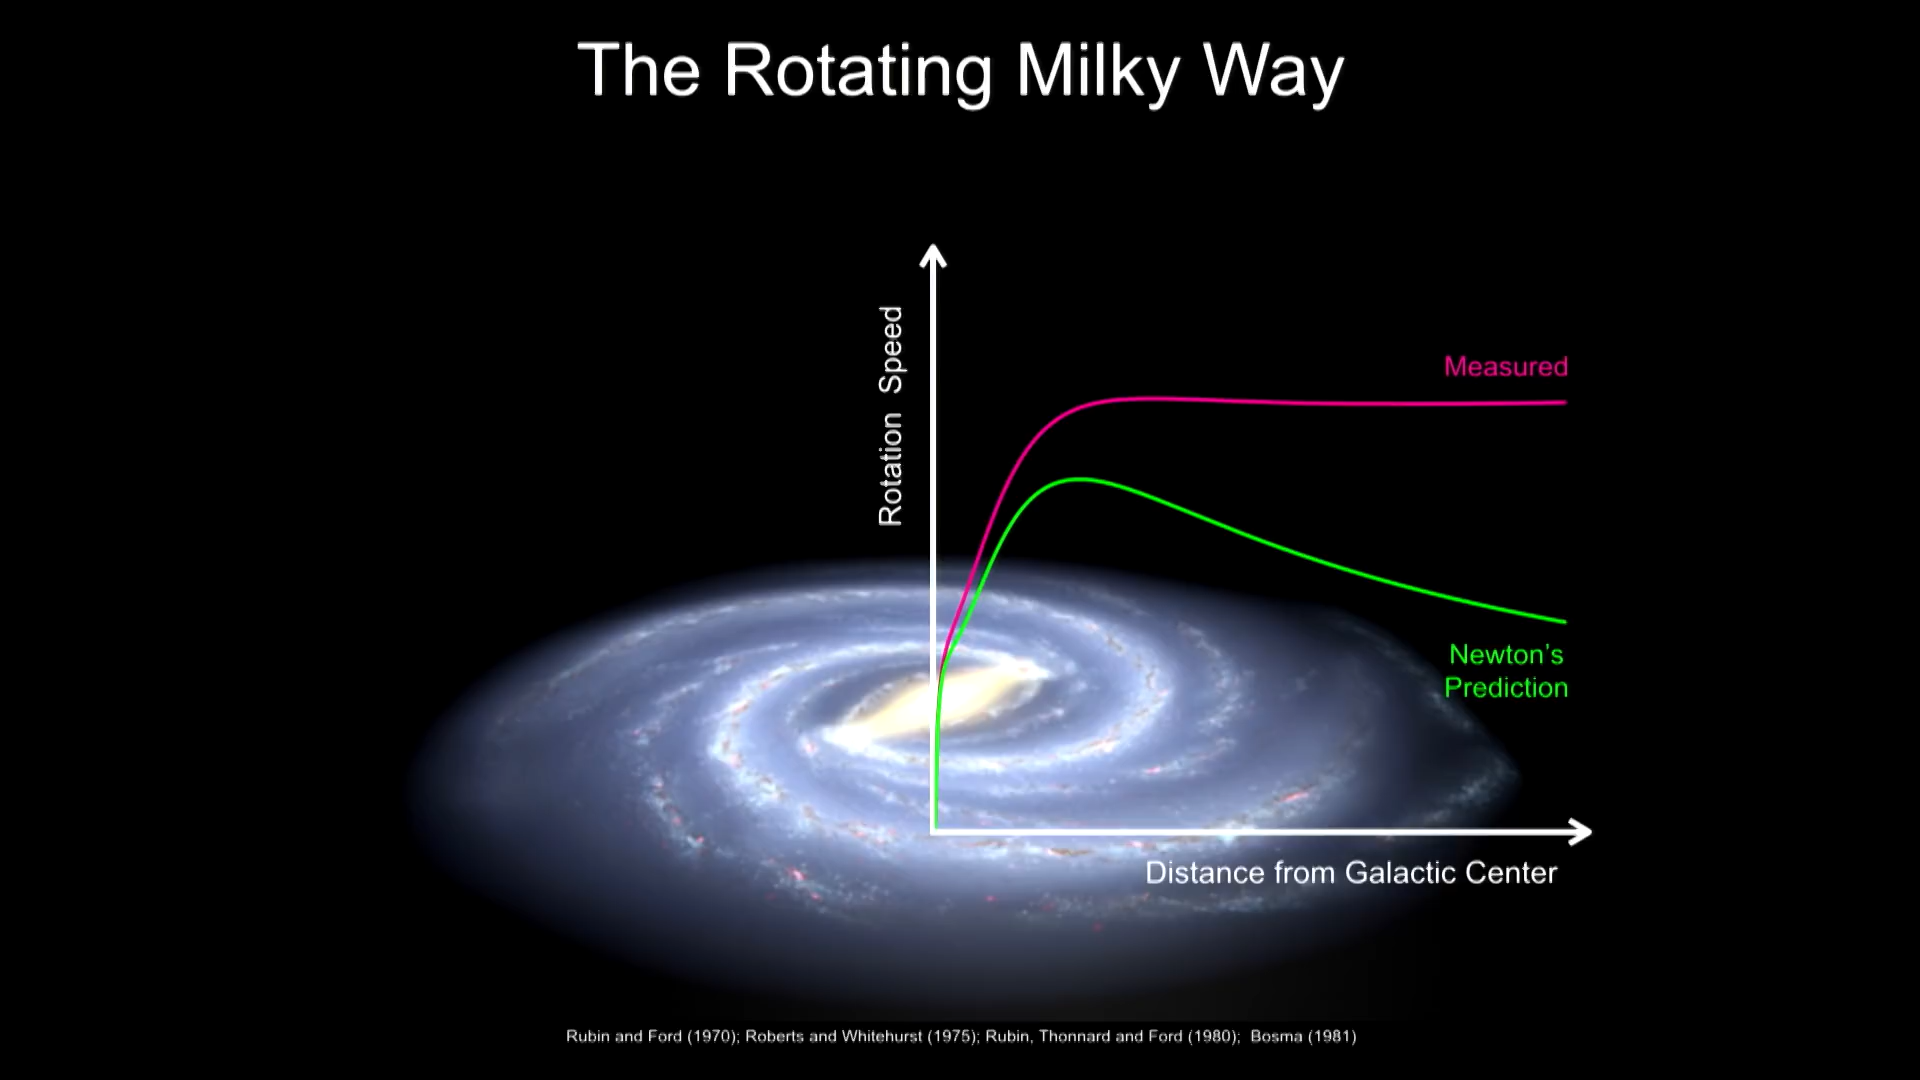 The Rotating Milky Way
Rotation Speed
Measured
Newton's
Prediction
Distance from Galactic Center
Rubin and Ford (1970); Roberts and Whitehurst (1975); Rubin, Thonnard and Ford (1980); Bosma (1981)